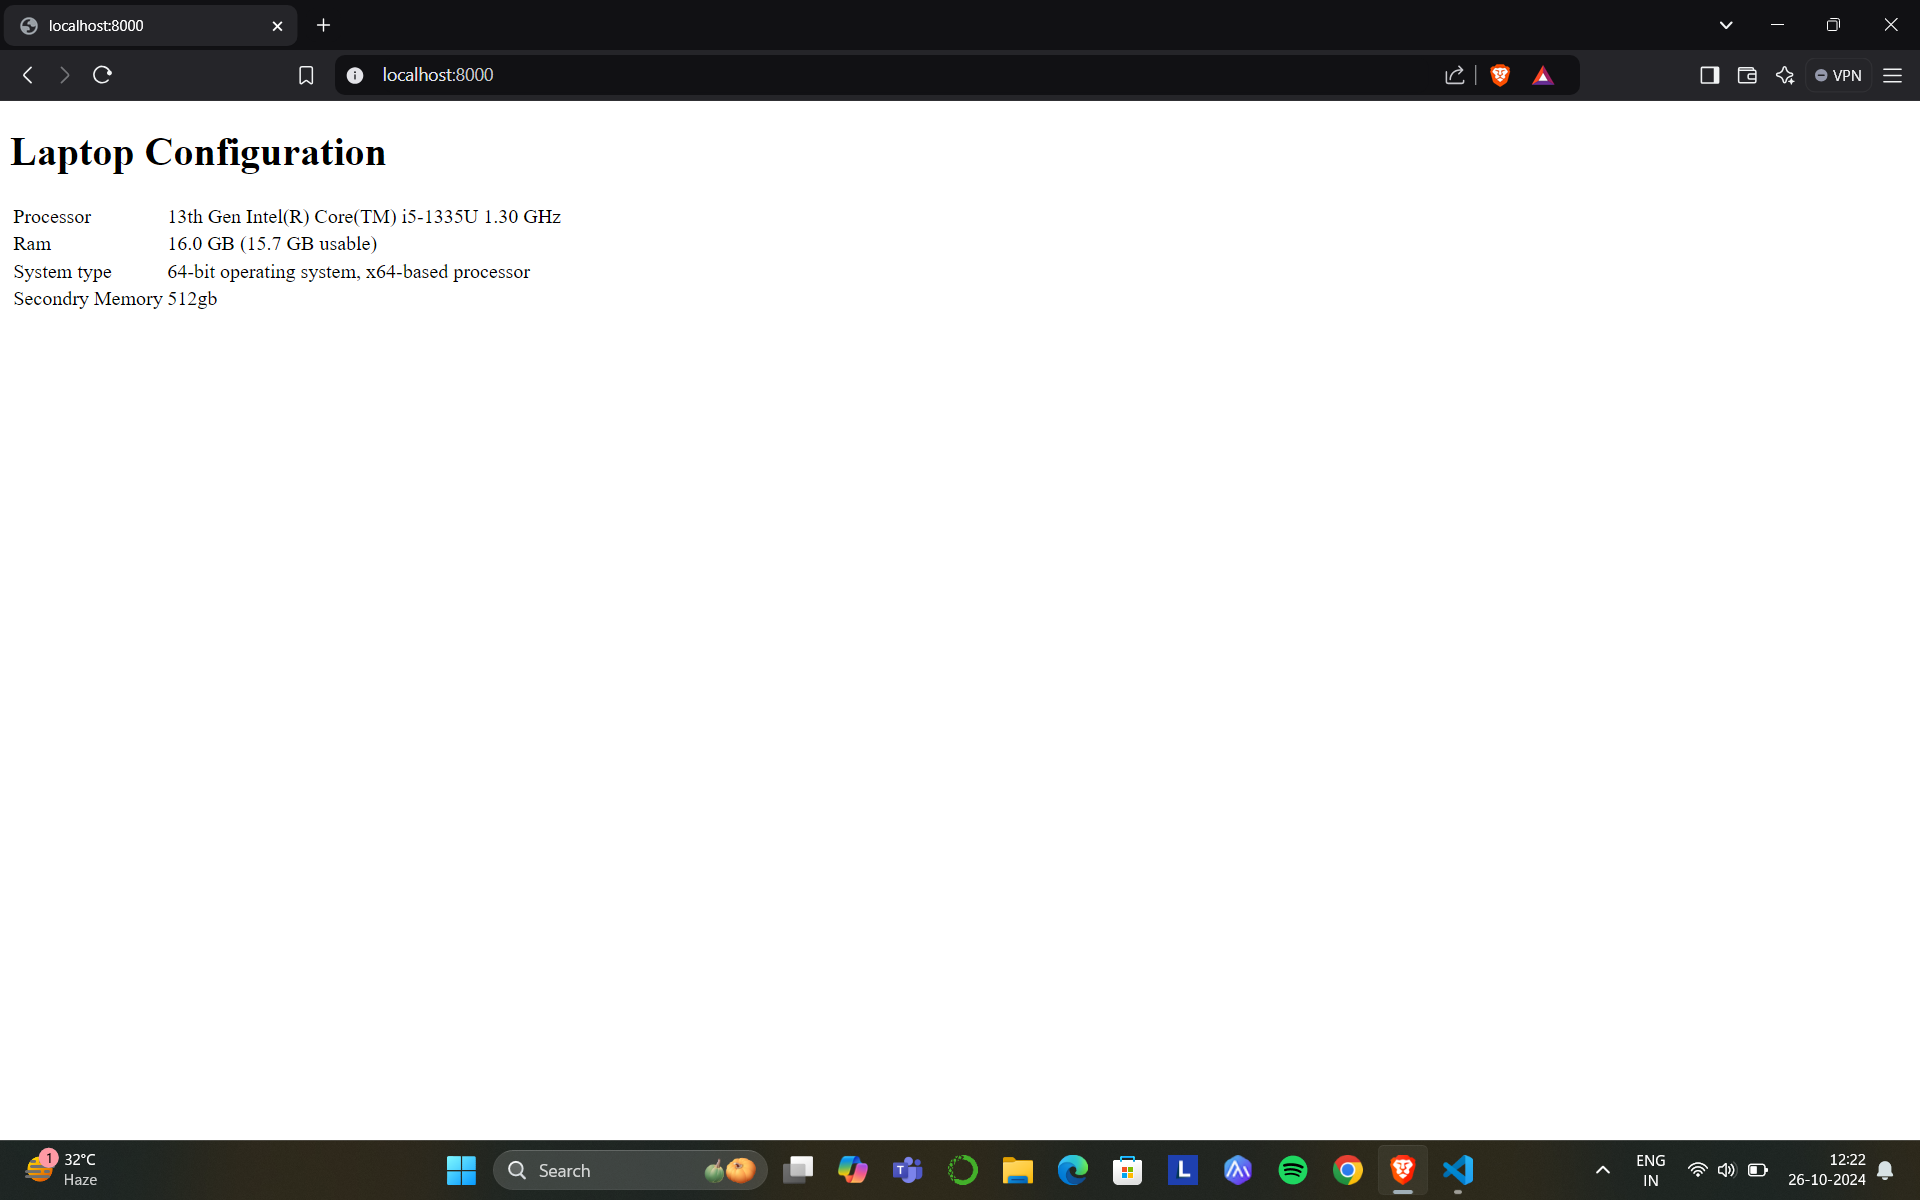 localhost:8000
localhost:8000
VPN
Laptop Configuration
Processor 13th Gen Intel(R) Core(TM) i5-1335U 1.30 GHz
Ram 16.0 GB (15.7 GB usable)
System type 64-bit operating system, x64-based processor
Secondry Memory 512gb
1
32°C
Haze
Search
T
L
ENG
IN
12:22
26-10-2024